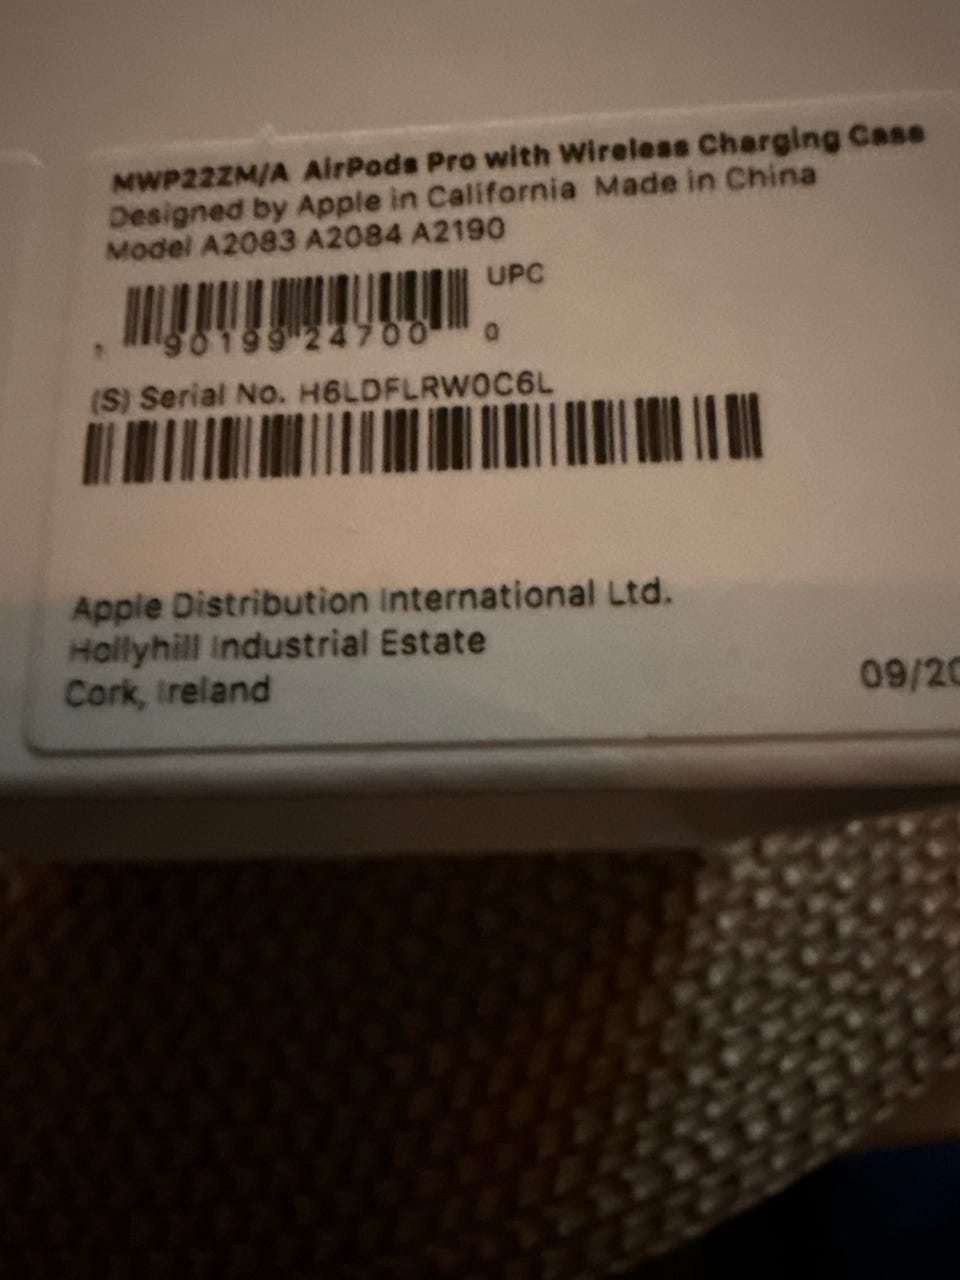 MWP22ZM/A AirPods Pro with Wireless Charging Case
Designed by Apple in California Made in China
Model A2083 A2084 A2190
UPC
90199 24700 0
(S) Serial No. H6LDFLRW0C6L
Apple Distribution International Ltd.
Hollyhill Industrial Estate
Cork, Ireland
09/20